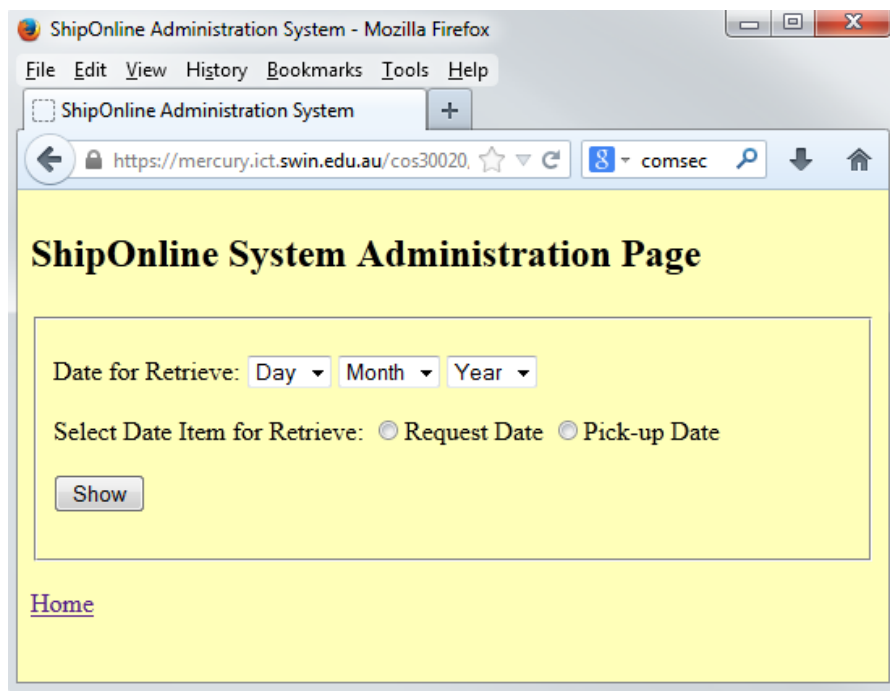 ShipOnline Administration System - Mozilla Firefox
File Edit View History Bookmarks Tools Help
ShipOnline Administration System +
https://mercury.ict.swin.edu.au/cos30020, 8 comsec
ShipOnline System Administration Page
Date for Retrieve: Day Month Year
Select Date Item for Retrieve: Request Date Pick-up Date
Show
Home